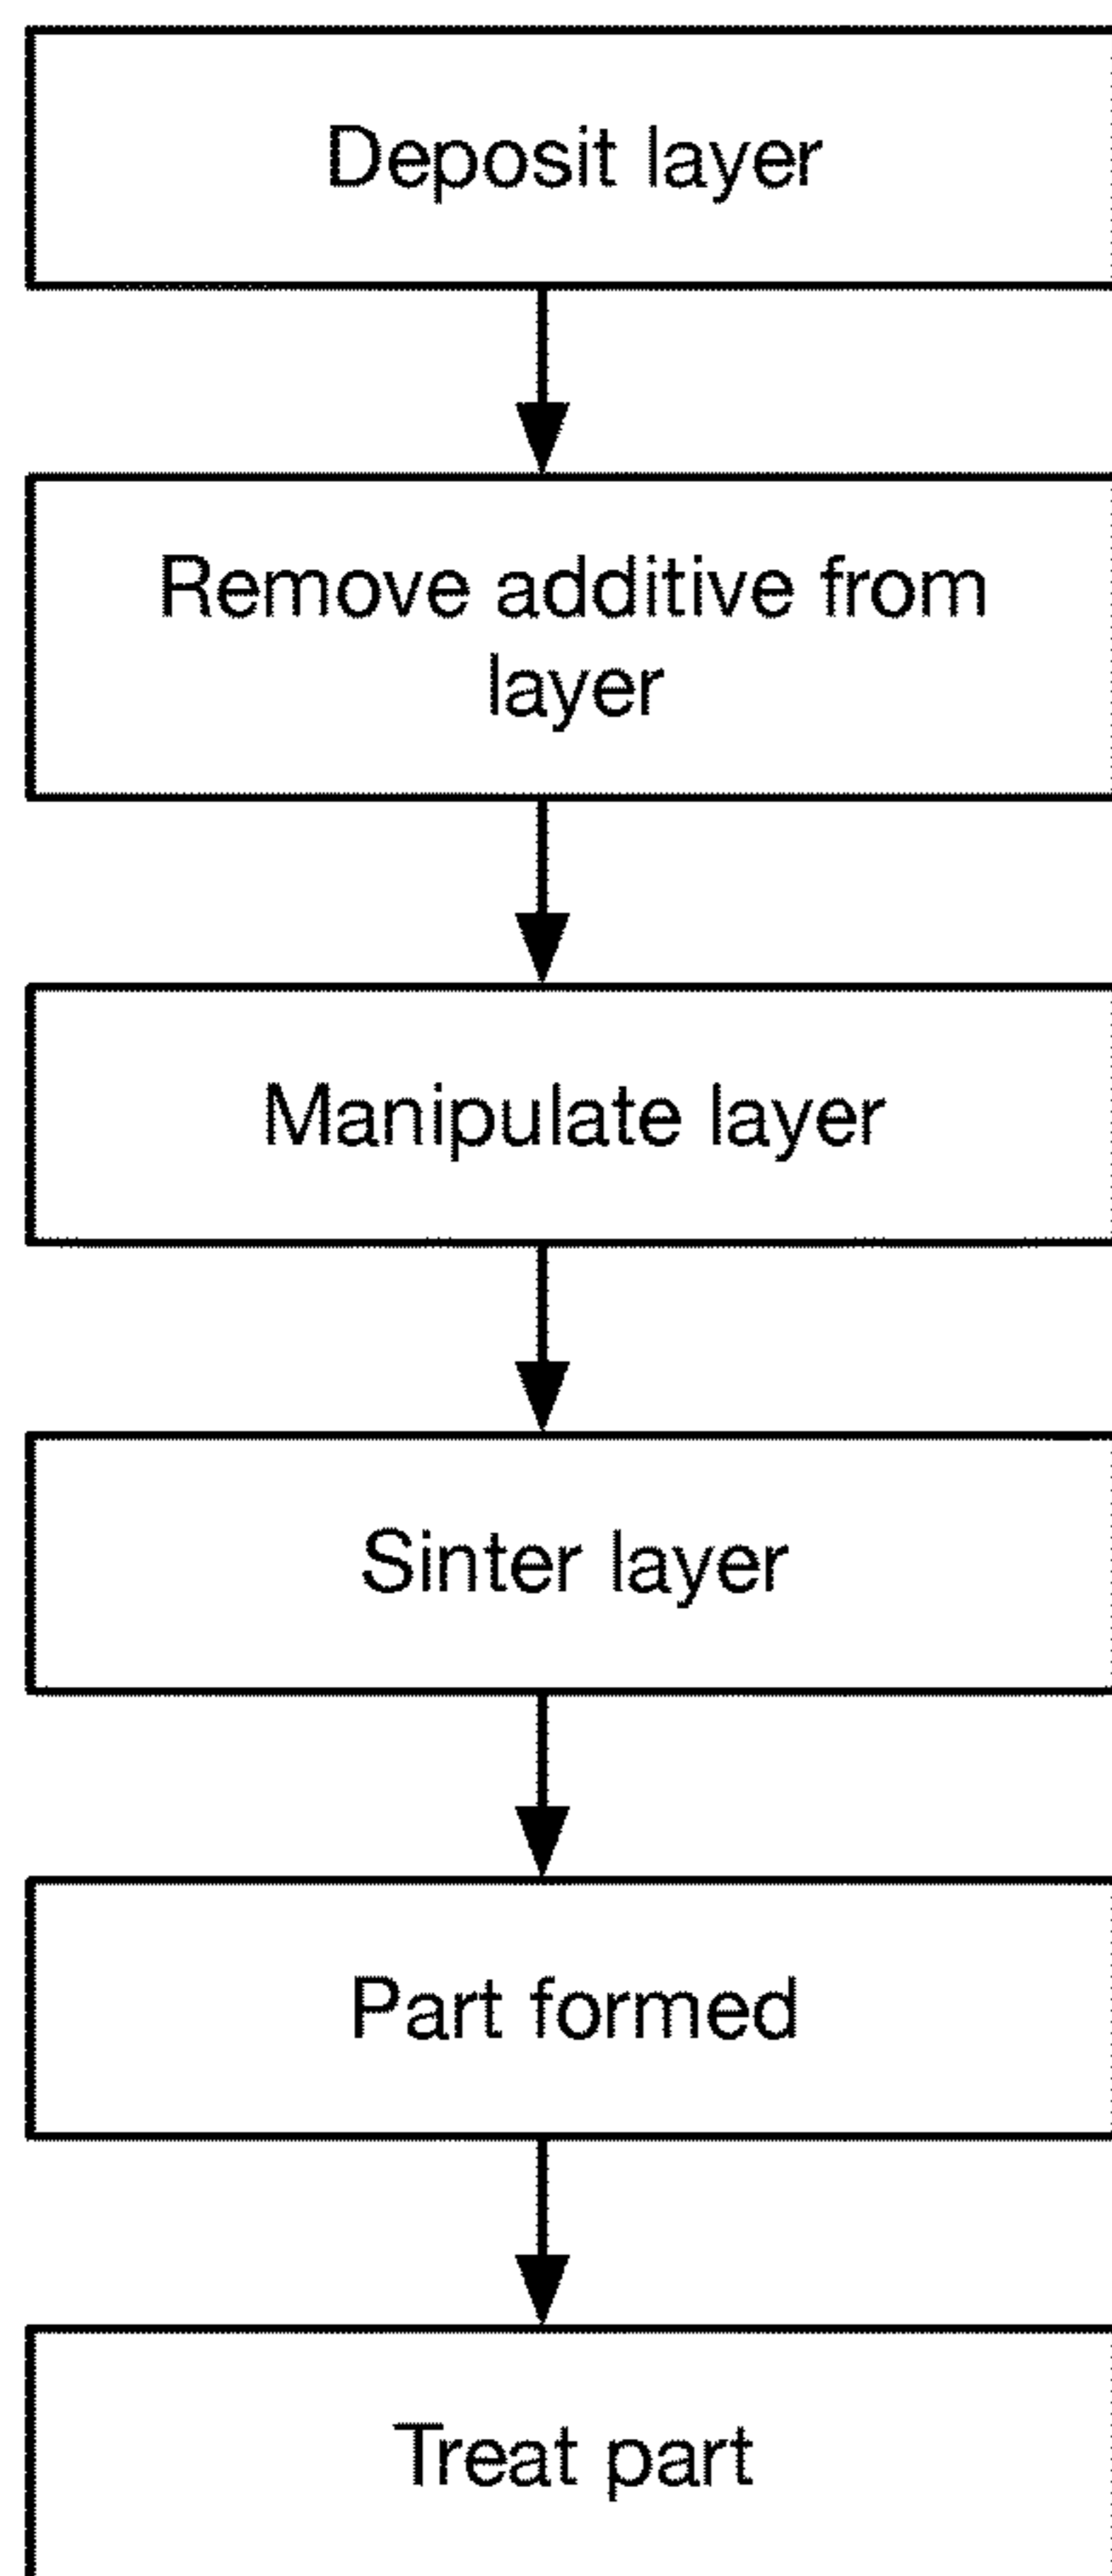 Deposit layer
Remove additive from
layer
Manipulate layer
Sinter layer
Part formed
Treat part